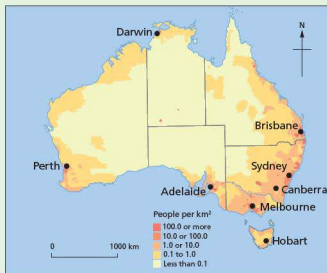 Darwin
N
Brisbane
Perth
Sydney
Adelaide
Canberra
Melbourne
People per km²
100.0 or more
10.0 or 100.0
1.0 or 10.0
0.1 to 1.0
Less than 0.1
0 1000 km
Hobart